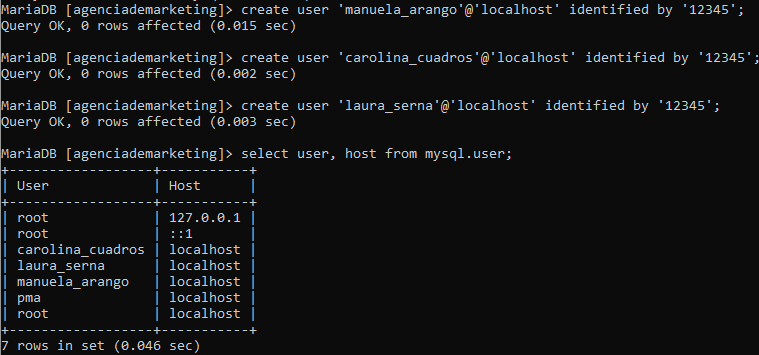 MariaDB [agenciademarketing]> create user 'manuela_arango'@'localhost' identified by '12345';
Query OK, 0 rows affected (0.015 sec)

MariaDB [agenciademarketing]> create user 'carolina_cuadros'@'localhost' identified by '12345';
Query OK, 0 rows affected (0.002 sec)

MariaDB [agenciademarketing]> create user 'laura_serna'@'localhost' identified by '12345';
Query OK, 0 rows affected (0.003 sec)

MariaDB [agenciademarketing]> select user, host from mysql.user;
+------------------+-----------+
| User             | Host      |
+------------------+-----------+
| root             | 127.0.0.1 |
| root             | ::1       |
| carolina_cuadros | localhost |
| laura_serna      | localhost |
| manuela_arango   | localhost |
| pma              | localhost |
| root             | localhost |
+------------------+-----------+
7 rows in set (0.046 sec)